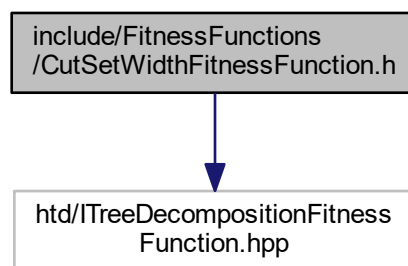 include/FitnessFunctions
/CutSetWidthFitnessFunction.h
htd/ITreeDecompositionFitness
Function.hpp